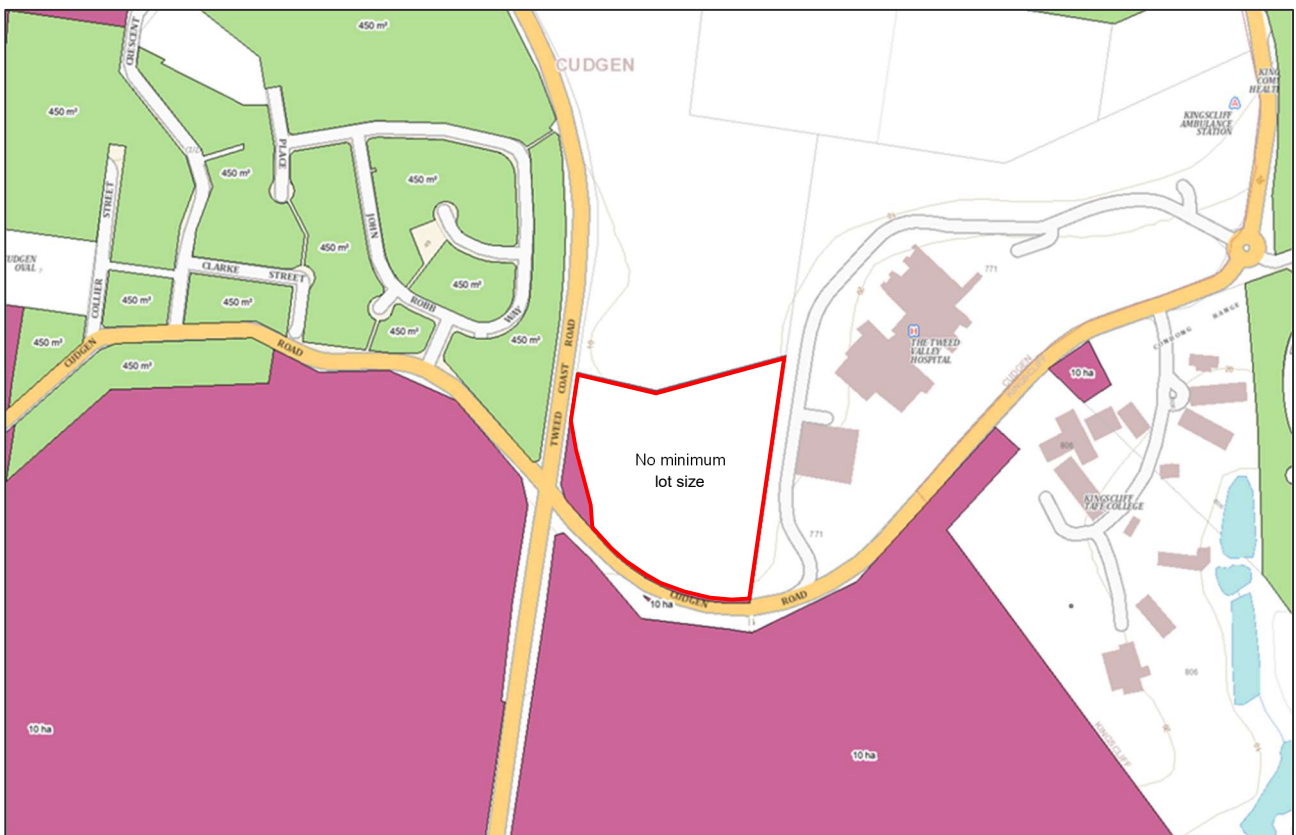 CRESCENT
450 m²
CUDGEN
450 m²
KINGSCLIFF
AMBULANCE
STATION
PLACE
450 m²
450 m²
STREET
JOHN
450 m²
OVAL
CLARKE STREET
771
COLLIER
450 m²
450 m²
450 m²
ROBB
WAY
450 m²
450 m²
450 m²
CUDGEN
ROAD
450 m²
TWEED COAST ROAD
H
THE TWEED
VALLEY
HOSPITAL
CUDGEN
KINGSCLIFF
RANGE
10 ha
No minimum
lot size
806
KINGSCLIFF
TAFE COLLEGE
771
CUDGEN ROAD
10 ha
806
10 ha
10 ha
KINGSCLIFF